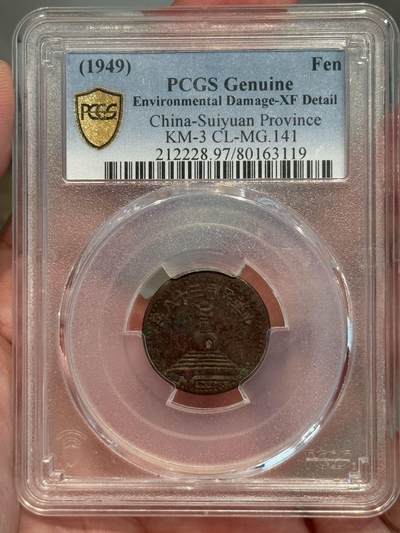 (1949) Fen
PCGS Genuine
Environmental Damage-XF Detail
China-Suiyuan Province
KM-3 CL-MG.141
212228.97/80163119
PCGS